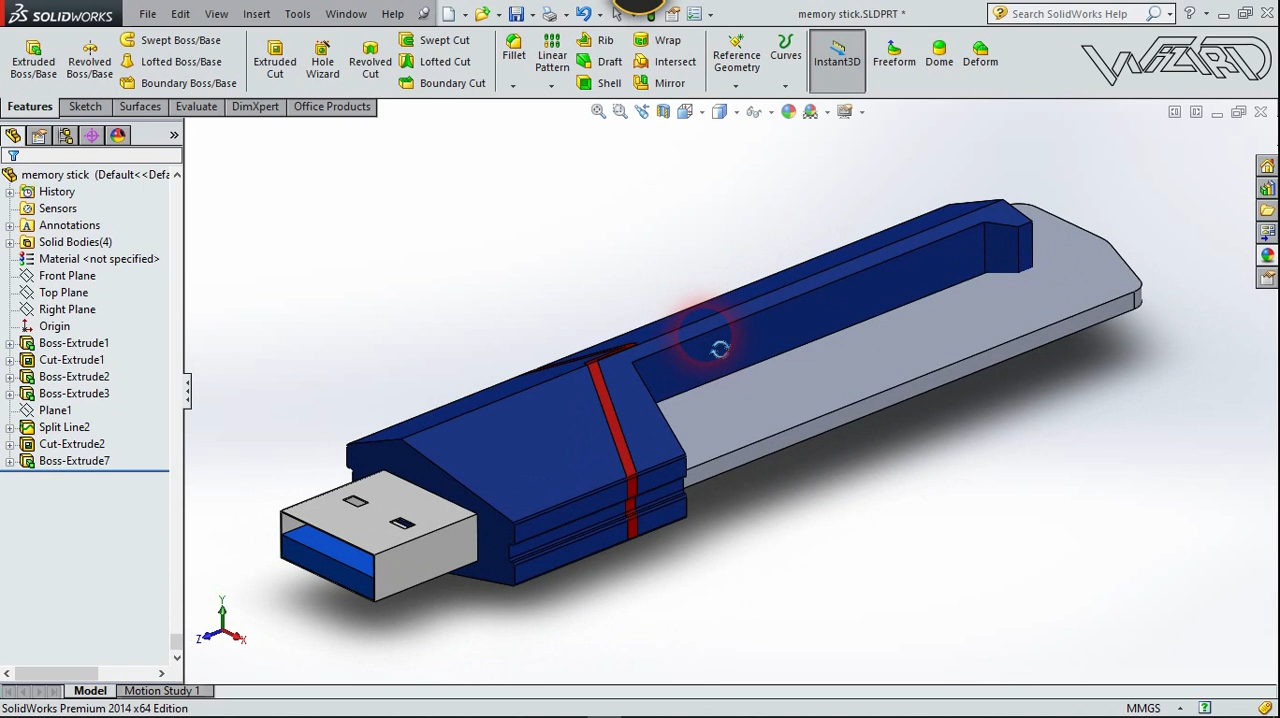 SOLIDWORKS File Edit View Insert Tools Window Help memory stick.SLDPRT * Search SolidWorks Help
Extruded Boss/Base Revolved Boss/Base Swept Boss/Base Lofted Boss/Base Boundary Boss/Base Extruded Cut Hole Wizard Revolved Cut Swept Cut Lofted Cut Boundary Cut Fillet Linear Pattern Rib Draft Shell Wrap Intersect Mirror Reference Geometry Curves Instant3D Freeform Dome Deform WIZARD
Features Sketch Surfaces Evaluate DimXpert Office Products
memory stick (Default<<Defa
History
Sensors
A Annotations
Solid Bodies(4)
Material <not specified>
Front Plane
Top Plane
Right Plane
Origin
Boss-Extrude1
Cut-Extrude1
Boss-Extrude2
Boss-Extrude3
Plane1
Split Line2
Cut-Extrude2
Boss-Extrude7
Y
Z X
Model Motion Study 1
SolidWorks Premium 2014 x64 Edition MMGS ?